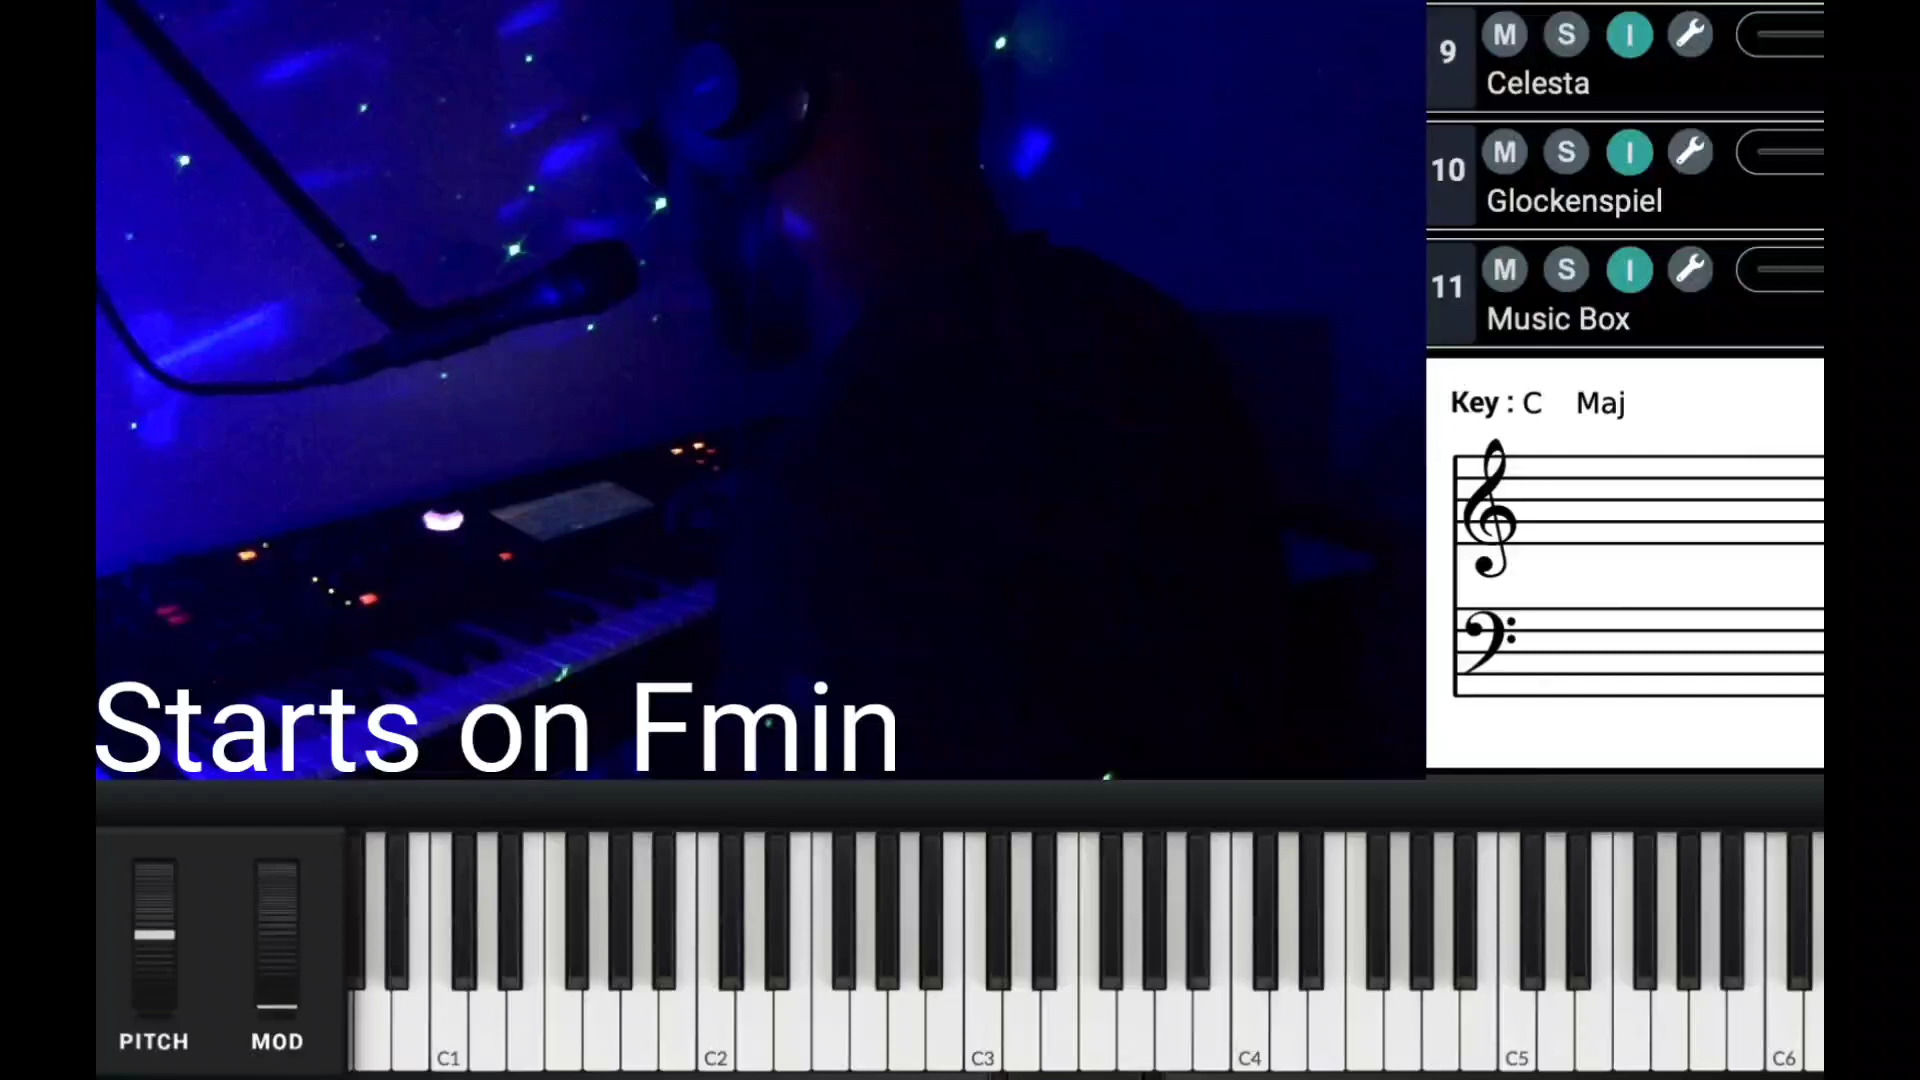 9 M S I
Celesta
10 M S I
Glockenspiel
11 M S I
Music Box
Key : C Maj
Starts on Fmin
PITCH MOD
C1 C2 C3 C4 C5 C6